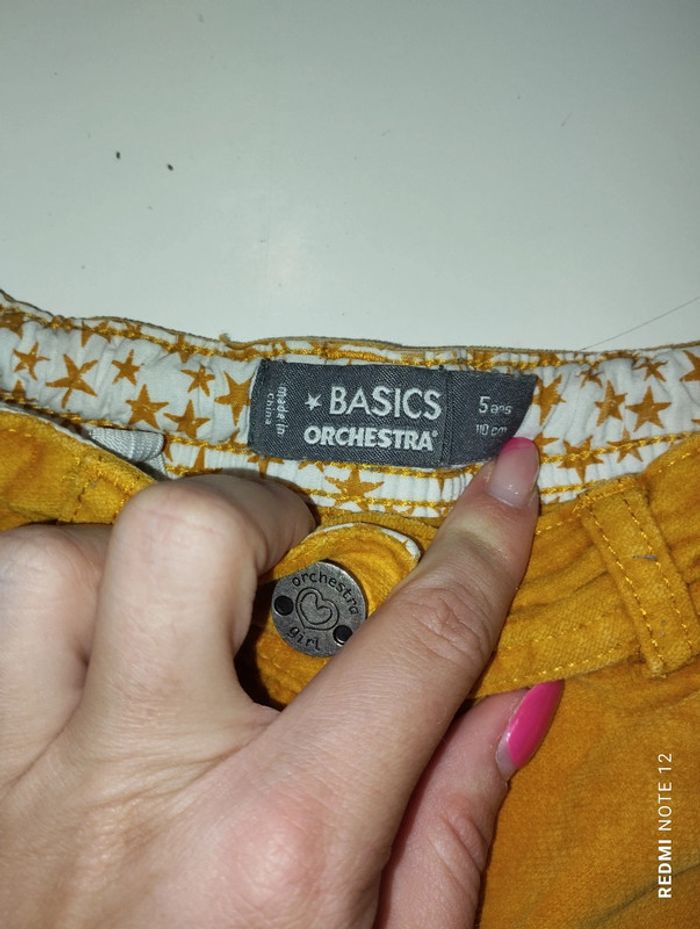 BASICS
ORCHESTRA®
made in
China
5 ans
110 cm
orchestra
girl
REDMI NOTE 12